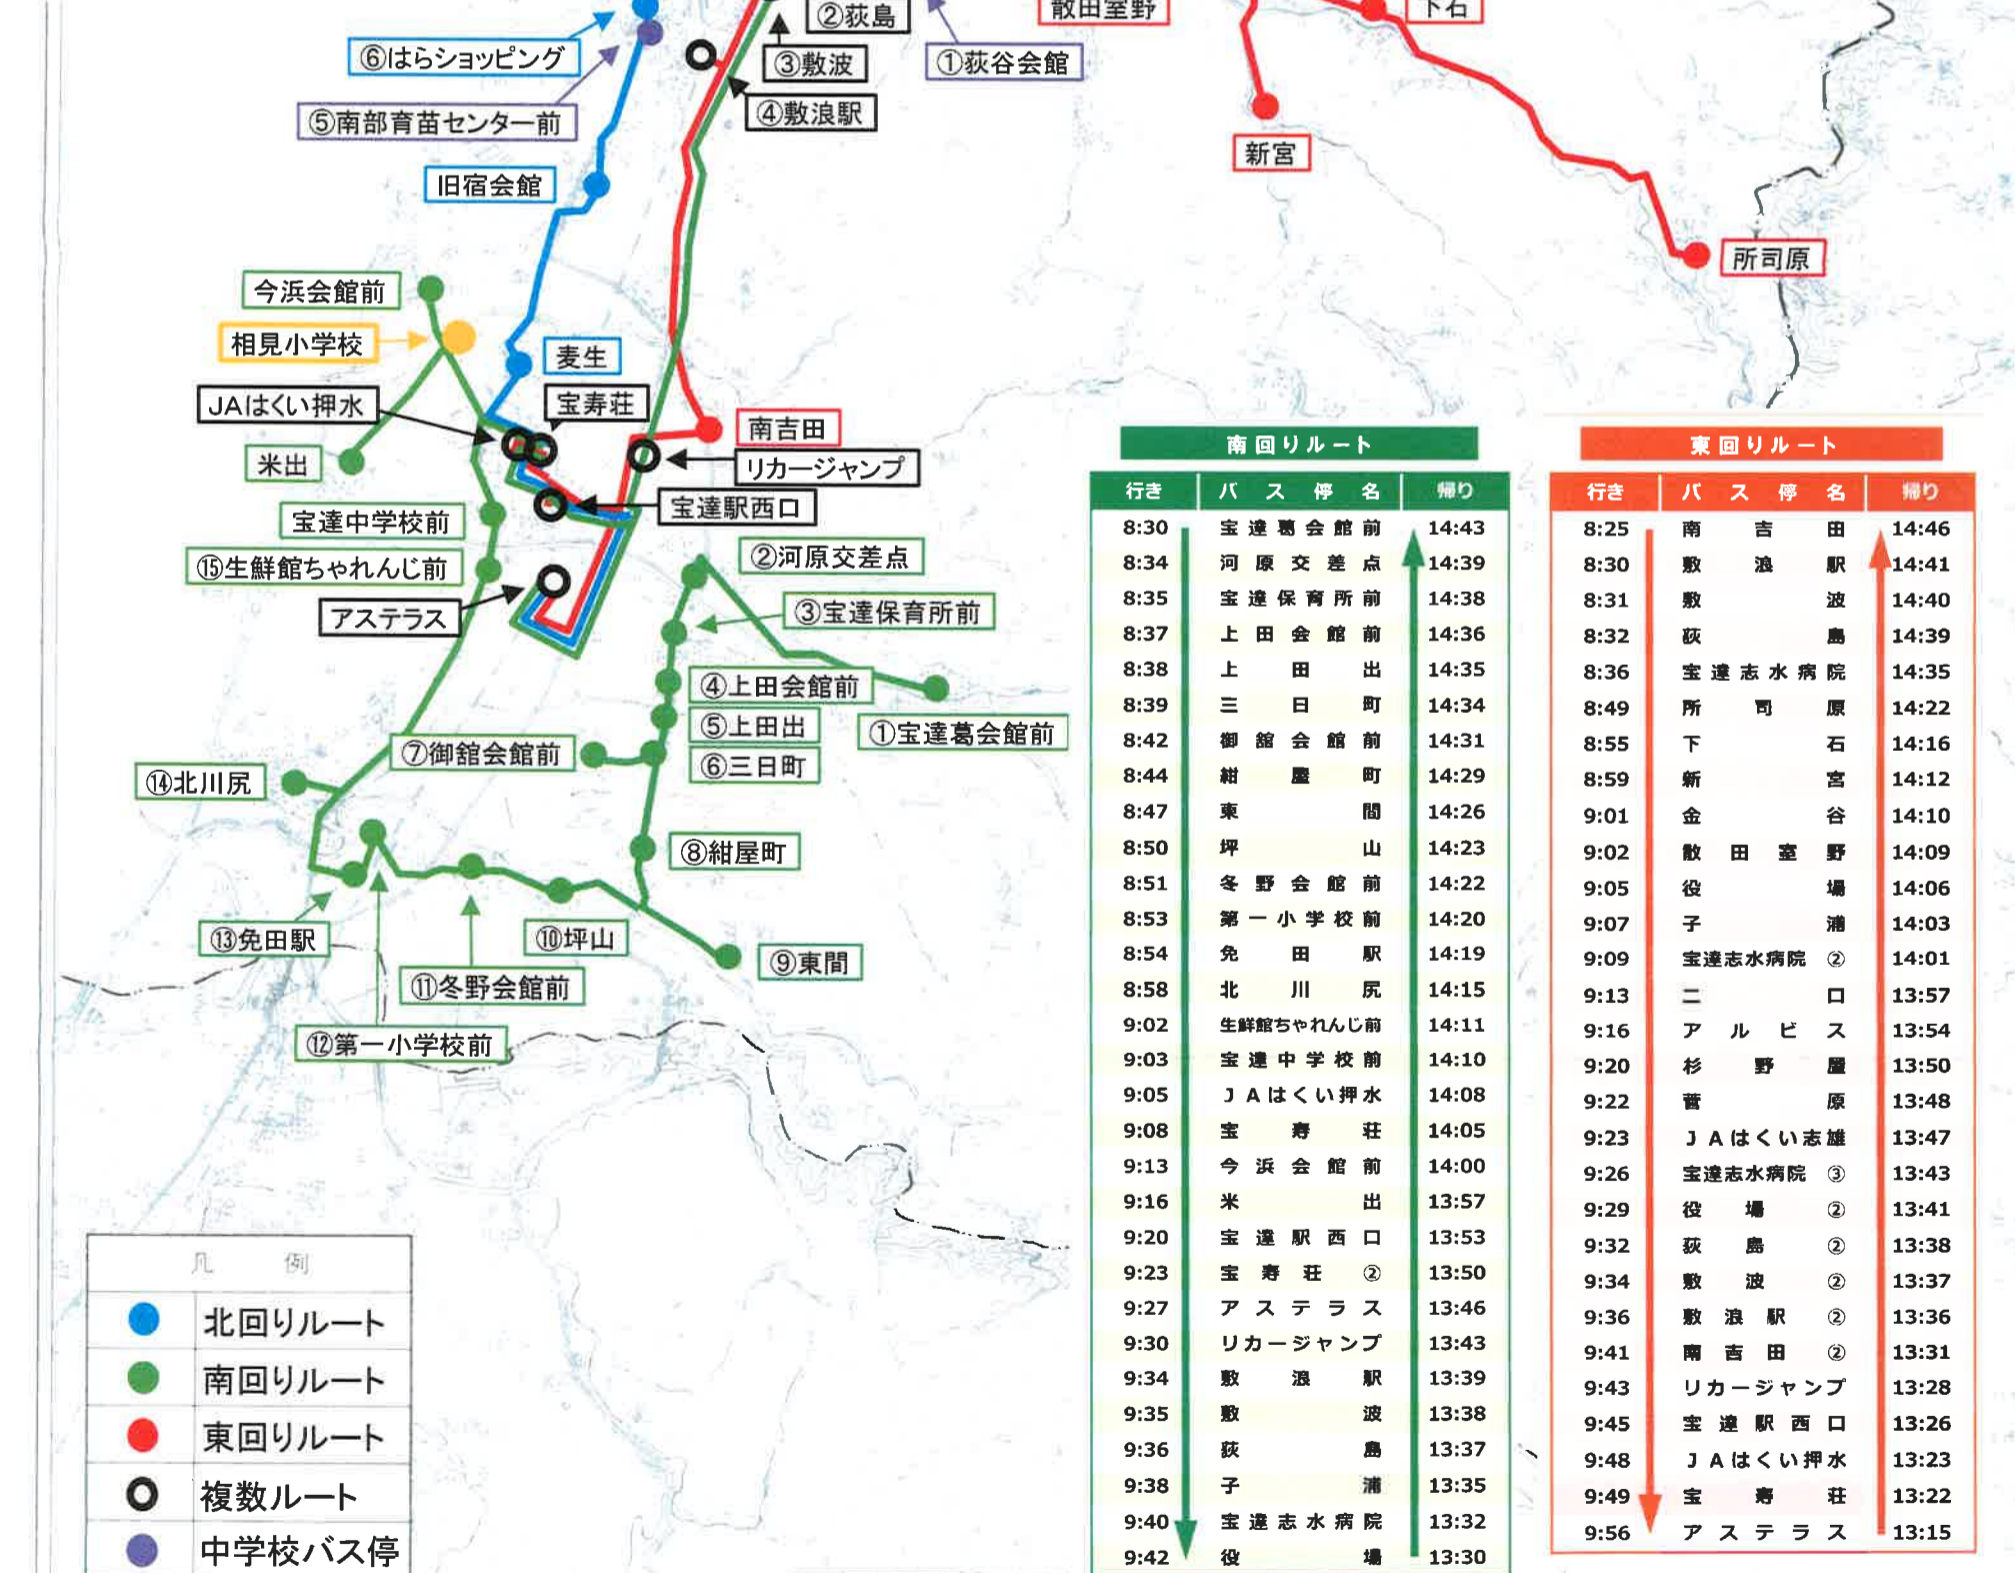 ②荻島
散田室野
下石
⑥はらショッピング
③敷波
①荻谷会館
⑤南部育苗センター前
④敷浪駅
新宮
旧宿会館
所司原
今浜会館前
相見小学校
麦生
JAはくい押水
宝寿荘
南吉田
米出
リカージャンプ
宝達駅西口
宝達中学校前
②河原交差点
⑮生鮮館ちゃれんじ前
アステラス
③宝達保育所前
④上田会館前
⑤上田出
①宝達葛会館前
⑦御舘会館前
⑥三日町
⑭北川尻
⑧紺屋町
⑬免田駅
⑩坪山
⑨東間
⑪冬野会館前
⑫第一小学校前
凡 例
北回りルート
南回りルート
東回りルート
複数ルート
中学校バス停
南回りルート
行き バス停名 帰り
8:30 宝達葛会館前 14:43
8:34 河原交差点 14:39
8:35 宝達保育所前 14:38
8:37 上田会館前 14:36
8:38 上田出 14:35
8:39 三日町 14:34
8:42 御舘会館前 14:31
8:44 紺屋町 14:29
8:47 東間 14:26
8:50 坪山 14:23
8:51 冬野会館前 14:22
8:53 第一小学校前 14:20
8:54 免田駅 14:19
8:58 北川尻 14:15
9:02 生鮮館ちゃれんじ前 14:11
9:03 宝達中学校前 14:10
9:05 JAはくい押水 14:08
9:08 宝寿荘 14:05
9:13 今浜会館前 14:00
9:16 米出 13:57
9:20 宝達駅西口 13:53
9:23 宝寿荘② 13:50
9:27 アステラス 13:46
9:30 リカージャンプ 13:43
9:34 敷浪駅 13:39
9:35 敷波 13:38
9:36 荻島 13:37
9:38 子浦 13:35
9:40 宝達志水病院 13:32
9:42 役場 13:30
東回りルート
行き バス停名 帰り
8:25 南吉田 14:46
8:30 敷浪駅 14:41
8:31 敷波 14:40
8:32 荻島 14:39
8:36 宝達志水病院 14:35
8:49 所司原 14:22
8:55 下石 14:16
8:59 新宮 14:12
9:01 金谷 14:10
9:02 散田室野 14:09
9:05 役場 14:06
9:07 子浦 14:03
9:09 宝達志水病院② 14:01
9:13 二口 13:57
9:16 アルビス 13:54
9:20 杉野屋 13:50
9:22 菅原 13:48
9:23 JAはくい志雄 13:47
9:26 宝達志水病院③ 13:43
9:29 役場② 13:41
9:32 荻島② 13:38
9:34 敷波② 13:37
9:36 敷浪駅② 13:36
9:41 南吉田② 13:31
9:43 リカージャンプ 13:28
9:45 宝達駅西口 13:26
9:48 JAはくい押水 13:23
9:49 宝寿荘 13:22
9:56 アステラス 13:15